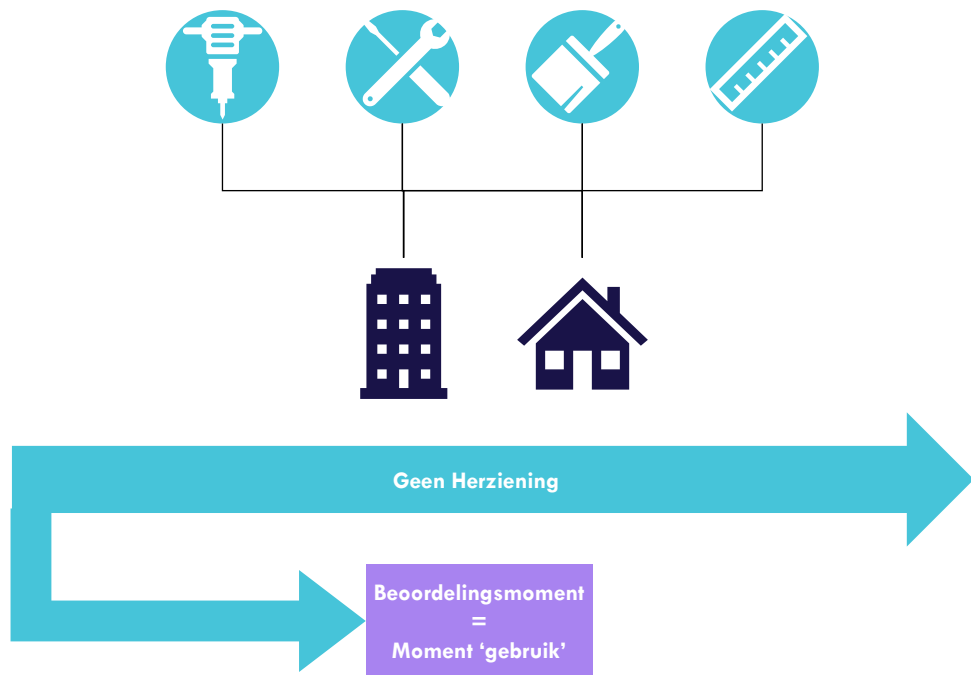 Geen Herziening
Beoordelingsmoment
=
Moment ‘gebruik’